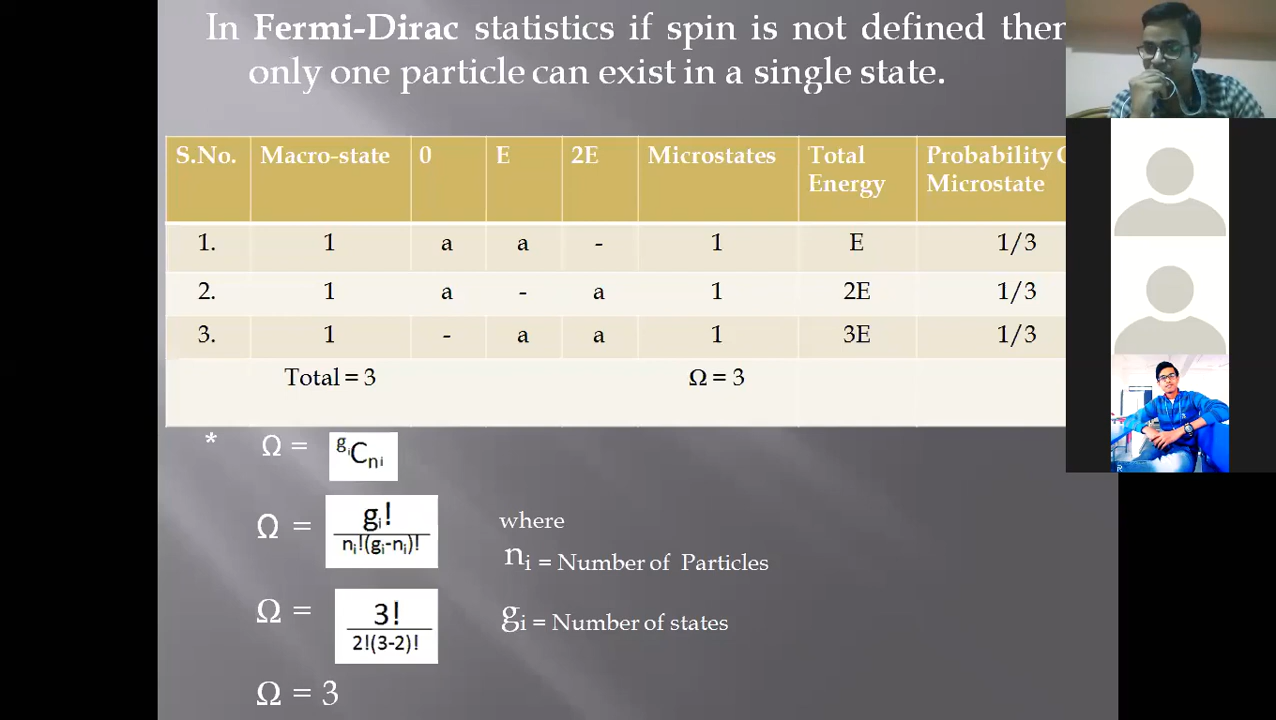 In Fermi-Dirac statistics if spin is not defined then
only one particle can exist in a single state.
S.No. Macro-state 0 E 2E Microstates Total Energy Probability Microstate
1. 1 a a - 1 E 1/3
2. 1 a - a 1 2E 1/3
3. 1 - a a 1 3E 1/3
Total = 3 Ω = 3
* Ω = gᵢCnᵢ
Ω = gᵢ! / nᵢ!(gᵢ-nᵢ)!
where
nᵢ = Number of Particles
Ω = 3! / 2!(3-2)!
gᵢ = Number of states
Ω = 3